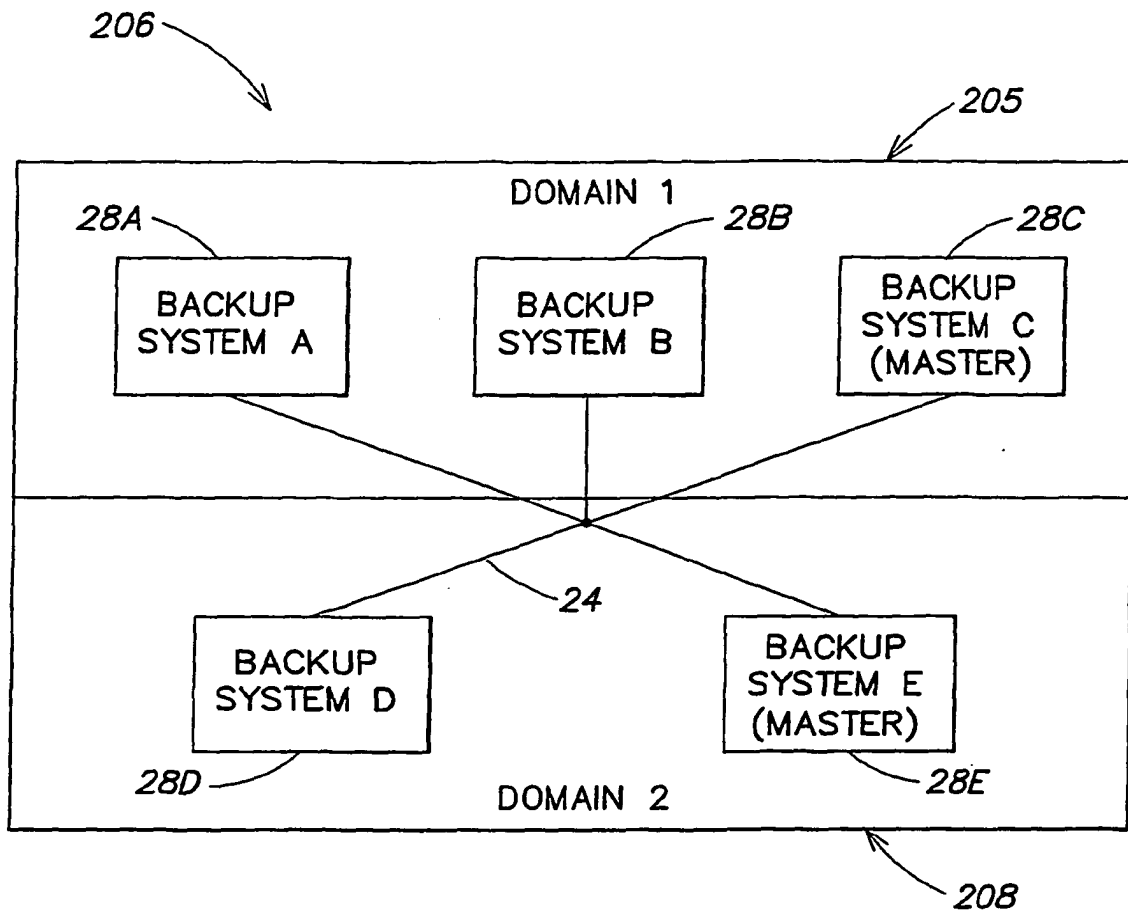 206
205
DOMAIN 1
28A
28B
28C
BACKUP
SYSTEM A
BACKUP
SYSTEM B
BACKUP
SYSTEM C
(MASTER)
24
BACKUP
SYSTEM D
BACKUP
SYSTEM E
(MASTER)
28D
28E
DOMAIN 2
208